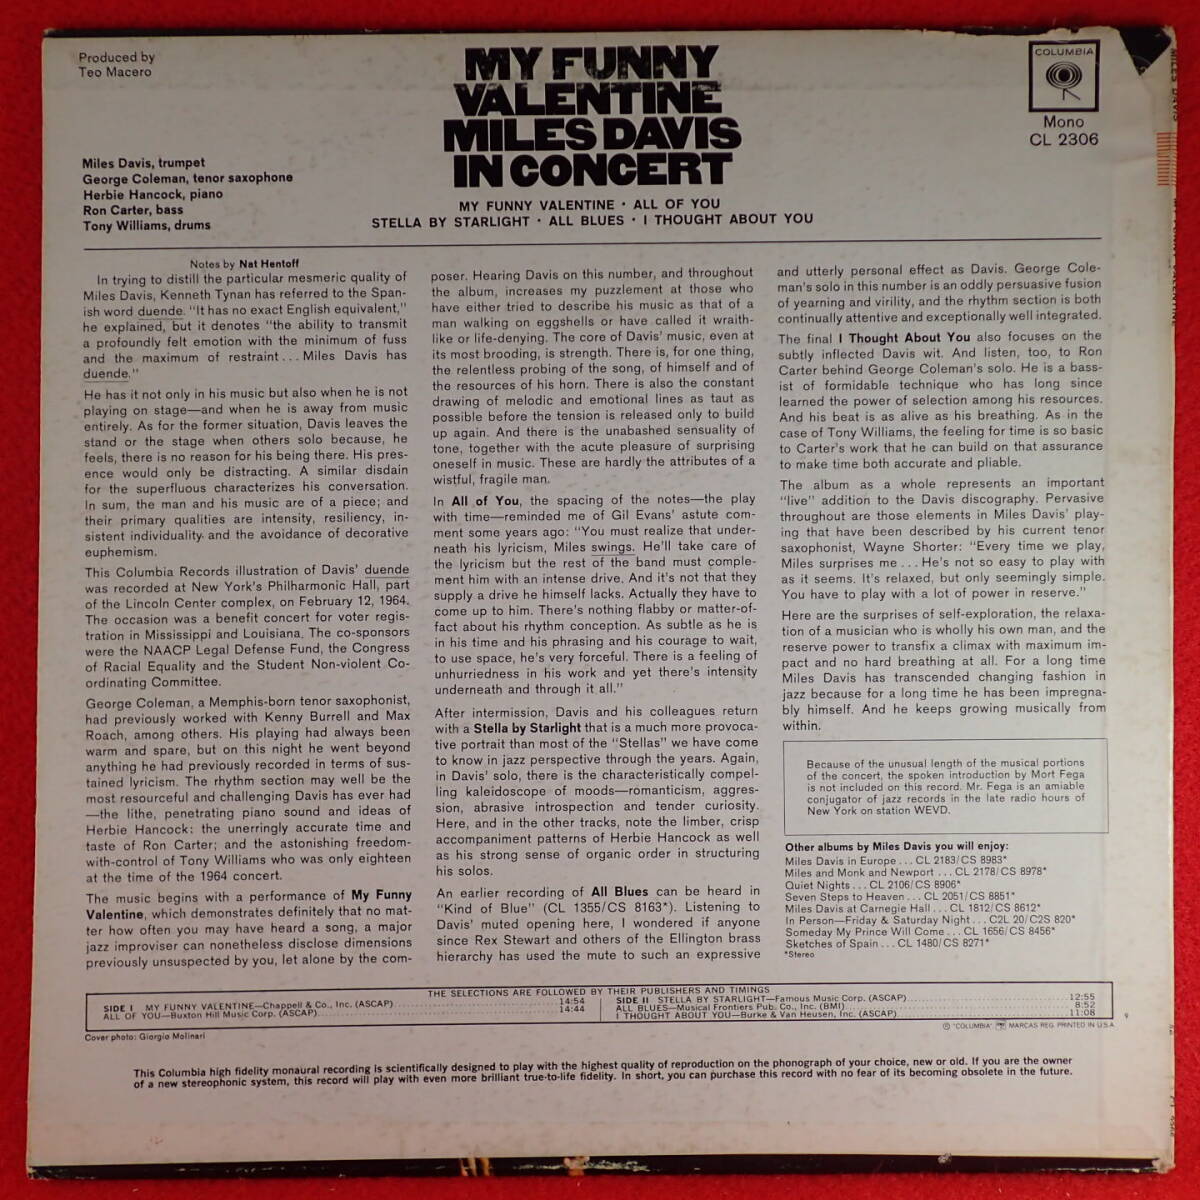 Produced by
Teo Macero
MY FUNNY
VALENTINE
MILES DAVIS
IN CONCERT
COLUMBIA
Mono
CL 2306
Miles Davis, trumpet
George Coleman, tenor saxophone
Herbie Hancock, piano
Ron Carter, bass
Tony Williams, drums
MY FUNNY VALENTINE • ALL OF YOU
STELLA BY STARLIGHT • ALL BLUES • I THOUGHT ABOUT YOU
Notes by Nat Hentoff
In trying to distill the particular mesmeric quality of
Miles Davis, Kenneth Tynan has referred to the Span-
ish word duende. "It has no exact English equivalent,"
he explained, but it denotes "the ability to transmit
a profoundly felt emotion with the minimum of fuss
and the maximum of restraint... Miles Davis has
duende."
He has it not only in his music but also when he is not
playing on stage—and when he is away from music
entirely. As for the former situation, Davis leaves the
stand or the stage when others solo because, he
feels, there is no reason for his being there. His pres-
ence would only be distracting. A similar disdain
for the superfluous characterizes his conversation.
In sum, the man and his music are of a piece; and
their primary qualities are intensity, resiliency, in-
sistent individuality and the avoidance of decorative
euphemism.
This Columbia Records illustration of Davis' duende
was recorded at New York's Philharmonic Hall, part
of the Lincoln Center complex, on February 12, 1964.
The occasion was a benefit concert for voter regis-
tration in Mississippi and Louisiana. The co-sponsors
were the NAACP Legal Defense Fund, the Congress
of Racial Equality and the Student Non-violent Co-
ordinating Committee.
George Coleman, a Memphis-born tenor saxophonist,
had previously worked with Kenny Burrell and Max
Roach, among others. His playing had always been
warm and spare, but on this night he went beyond
anything he had previously recorded in terms of sus-
tained lyricism. The rhythm section may well be the
most resourceful and challenging Davis has ever had
—the lithe, penetrating piano sound and ideas of
Herbie Hancock: the unerringly accurate time and
taste of Ron Carter; and the astonishing freedom-
with-control of Tony Williams who was only eighteen
at the time of the 1964 concert.
The music begins with a performance of My Funny
Valentine, which demonstrates definitely that no mat-
ter how often you may have heard a song, a major
jazz improviser can nonetheless disclose dimensions
previously unsuspected by you, let alone by the com-
poser. Hearing Davis on this number, and throughout
the album, increases my puzzlement at those who
have either tried to describe his music as that of a
man walking on eggshells or have called it wraith-
like or life-denying. The core of Davis' music, even at
its most brooding, is strength. There is, for one thing,
the relentless probing of the song, of himself and of
the resources of his horn. There is also the constant
drawing of melodic and emotional lines as taut as
possible before the tension is released only to build
up again. And there is the unabashed sensuality of
tone, together with the acute pleasure of surprising
oneself in music. These are hardly the attributes of a
wistful, fragile man.
In All of You, the spacing of the notes—the play
with time—reminded me of Gil Evans' astute com-
ment some years ago: "You must realize that under-
neath his lyricism, Miles swings. He'll take care of
the lyricism but the rest of the band must comple-
ment him with an intense drive. And it's not that they
supply a drive he himself lacks. Actually they have to
come up to him. There's nothing flabby or matter-of-
fact about his rhythm conception. As subtle as he is
in his time and his phrasing and his courage to wait,
to use space, he's very forceful. There is a feeling of
unhurriedness in his work and yet there's intensity
underneath and through it all."
After intermission, Davis and his colleagues return
with a Stella by Starlight that is a much more provoca-
tive portrait than most of the "Stellas" we have come
to know in jazz perspective through the years. Again,
in Davis' solo, there is the characteristically compel-
ling kaleidoscope of moods—romanticism, aggres-
sion, abrasive introspection and tender curiosity.
Here, and in the other tracks, note the limber, crisp
accompaniment patterns of Herbie Hancock as well
as his strong sense of organic order in structuring
his solos.
An earlier recording of All Blues can be heard in
"Kind of Blue" (CL 1355/CS 8163*). Listening to
Davis' muted opening here, I wondered if anyone
since Rex Stewart and others of the Ellington brass
hierarchy has used the mute to such an expressive
and utterly personal effect as Davis. George Cole-
man's solo in this number is an oddly persuasive fusion
of yearning and virility, and the rhythm section is both
continually attentive and exceptionally well integrated.
The final I Thought About You also focuses on the
subtly inflected Davis wit. And listen, too, to Ron
Carter behind George Coleman's solo. He is a bass-
ist of formidable technique who has long since
learned the power of selection among his resources.
And his beat is as alive as his breathing. As in the
case of Tony Williams, the feeling for time is so basic
to Carter's work that he can build on that assurance
to make time both accurate and pliable.
The album as a whole represents an important
"live" addition to the Davis discography. Pervasive
throughout are those elements in Miles Davis' play-
ing that have been described by his current tenor
saxophonist, Wayne Shorter: "Every time we play,
Miles surprises me... He's not so easy to play with
as it seems. It's relaxed, but only seemingly simple.
You have to play with a lot of power in reserve."
Here are the surprises of self-exploration, the relaxa-
tion of a musician who is wholly his own man, and the
reserve power to transfix a climax with maximum im-
pact and no hard breathing at all. For a long time
Miles Davis has transcended changing fashion in
jazz because for a long time he has been impregna-
bly himself. And he keeps growing musically from
within.
Because of the unusual length of the musical portions
of the concert, the spoken introduction by Mort Fega
is not included on this record. Mr. Fega is an amiable
conjugator of jazz records in the late radio hours of
New York on station WEVD.
Other albums by Miles Davis you will enjoy:
Miles Davis in Europe... CL 2183/CS 8983*
Miles and Monk and Newport... CL 2178/CS 8978*
Quiet Nights... CL 2106/CS 8906*
Seven Steps to Heaven... CL 2051/CS 8851*
Miles Davis at Carnegie Hall... CL 1812/CS 8612*
In Person—Friday & Saturday Night... C2L 20/C2S 820*
Someday My Prince Will Come... CL 1656/CS 8456*
Sketches of Spain... CL 1480/CS 8271*
*Stereo
THE SELECTIONS ARE FOLLOWED BY THEIR PUBLISHERS AND TIMINGS
SIDE I MY FUNNY VALENTINE—Chappell & Co., Inc. (ASCAP)...14:54
ALL OF YOU—Buxton Hill Music Corp. (ASCAP)...14:44
SIDE II STELLA BY STARLIGHT—Famous Music Corp. (ASCAP)...12:55
ALL BLUES—Musical Frontiers Pub. Co., Inc. (BMI)...8:52
I THOUGHT ABOUT YOU—Burke & Van Heusen, Inc. (ASCAP)...11:08
9
Cover photo: Giorgio Molinari
© "COLUMBIA" MARCAS REG. PRINTED IN U.S.A.
This Columbia high fidelity monaural recording is scientifically designed to play with the highest quality of reproduction on the phonograph of your choice, new or old. If you are the owner
of a new stereophonic system, this record will play with even more brilliant true-to-life fidelity. In short, you can purchase this record with no fear of its becoming obsolete in the future.